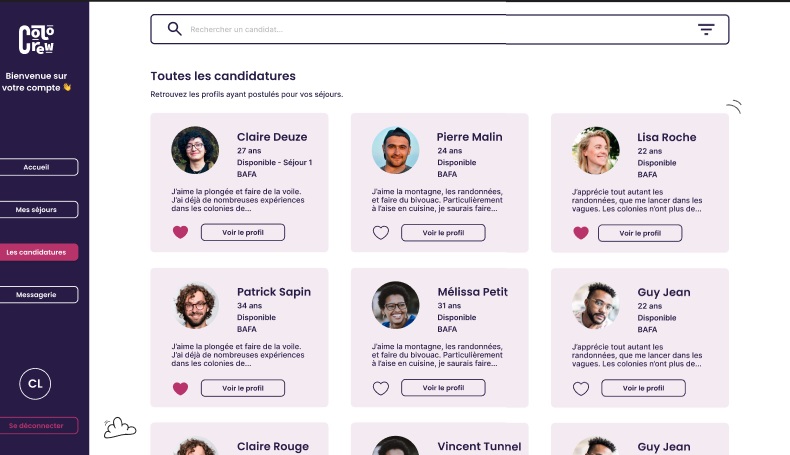 Colo
Crew
Bienvenue sur
votre compte 👋
Accueil
Mes séjours
Les candidatures
Messagerie
CL
Se déconnecter
Rechercher un candidat...
Toutes les candidatures
Retrouvez les profils ayant postulés pour vos séjours.
Claire Deuze
27 ans
Disponible - Séjour 1
BAFA
J'aime la plongée et faire de la voile.
J'ai déjà de nombreuses expériences
dans les colonies de...
Voir le profil
Pierre Malin
24 ans
Disponible
BAFA
J'aime la montagne, les randonnées,
et faire du bivouac. Particulièrement
à l'aise en cuisine, je saurais faire...
Voir le profil
Lisa Roche
22 ans
Disponible
BAFA
J'apprécie tout autant les
randonnées, que me lancer dans les
vagues. Les colonies n'ont plus de...
Voir le profil
Patrick Sapin
34 ans
Disponible
BAFA
J'aime la plongée et faire de la voile.
J'ai déjà de nombreuses expériences
dans les colonies de...
Voir le profil
Mélissa Petit
31 ans
Disponible
BAFA
J'aime la montagne, les randonnées,
et faire du bivouac. Particulièrement
à l'aise en cuisine, je saurais faire...
Voir le profil
Guy Jean
22 ans
Disponible
BAFA
J'apprécie tout autant les
randonnées, que me lancer dans les
vagues. Les colonies n'ont plus de...
Voir le profil
Claire Rouge
Vincent Tunnel
Guy Jean